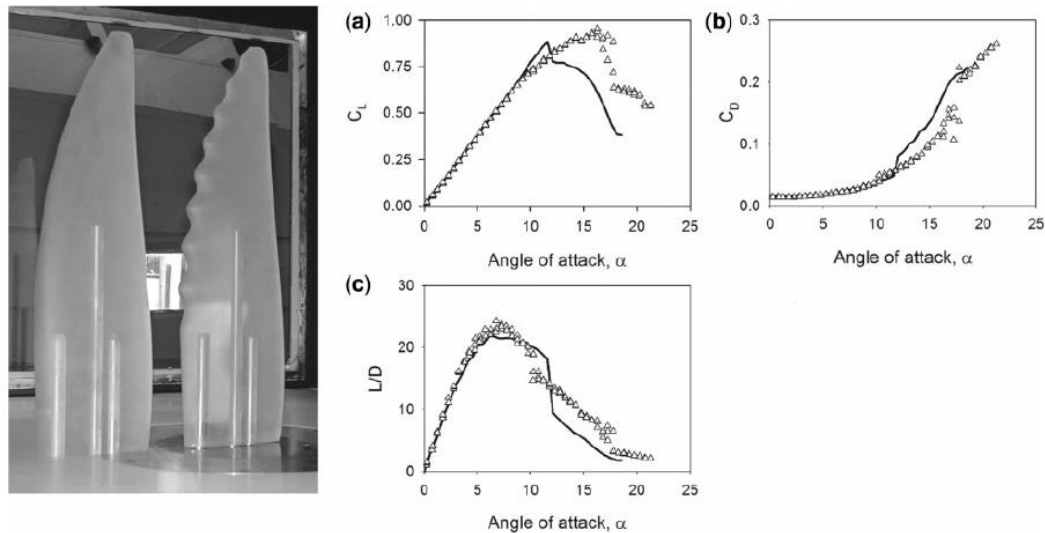 (a)
1.00
0.75
0.50
0.25
0.00
C_L
0 5 10 15 20 25
Angle of attack, α
(b)
0.3
0.2
0.1
0.0
C_D
0 5 10 15 20 25
Angle of attack, α
(c)
30
20
10
0
L/D
0 5 10 15 20 25
Angle of attack, α